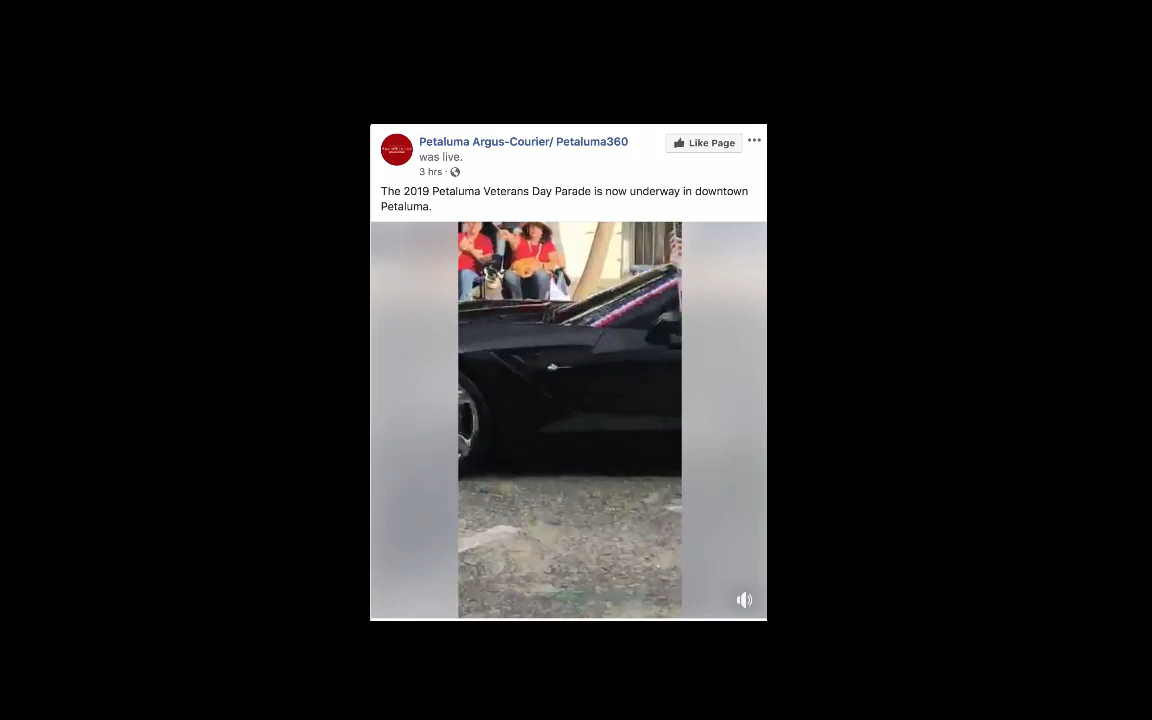 Petaluma Argus-Courier/ Petaluma360
was live.
3 hrs ·
Like Page
The 2019 Petaluma Veterans Day Parade is now underway in downtown
Petaluma.